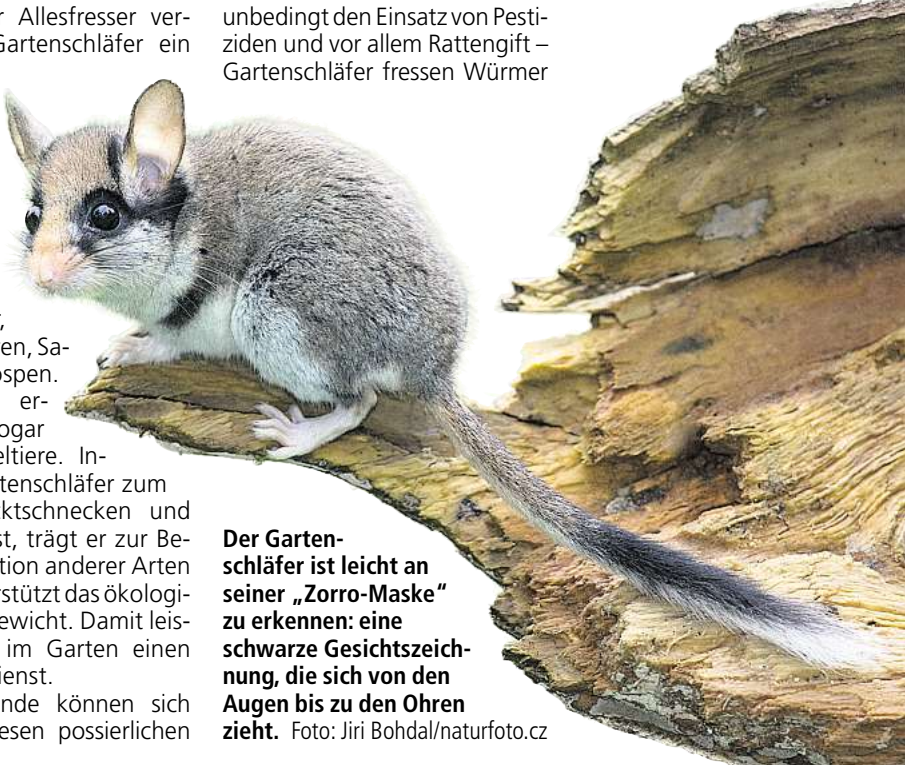 r Allesfresser ver-
Gartenschläfer ein
,
en, Sa-
ospen.
er-
ogar
eltiere. In-
tenschläfer zum
cktschnecken und
st, trägt er zur Be-
tion anderer Arten
rstützt das ökologi-
ewicht. Damit leis-
im Garten einen
ienst.
nde können sich
esen possierlichen
unbedingt den Einsatz von Pesti-
ziden und vor allem Rattengift –
Gartenschläfer fressen Würmer
Der Garten-
schläfer ist leicht an
seiner „Zorro-Maske“
zu erkennen: eine
schwarze Gesichtszeich-
nung, die sich von den
Augen bis zu den Ohren
zieht. Foto: Jiri Bohdal/naturfoto.cz